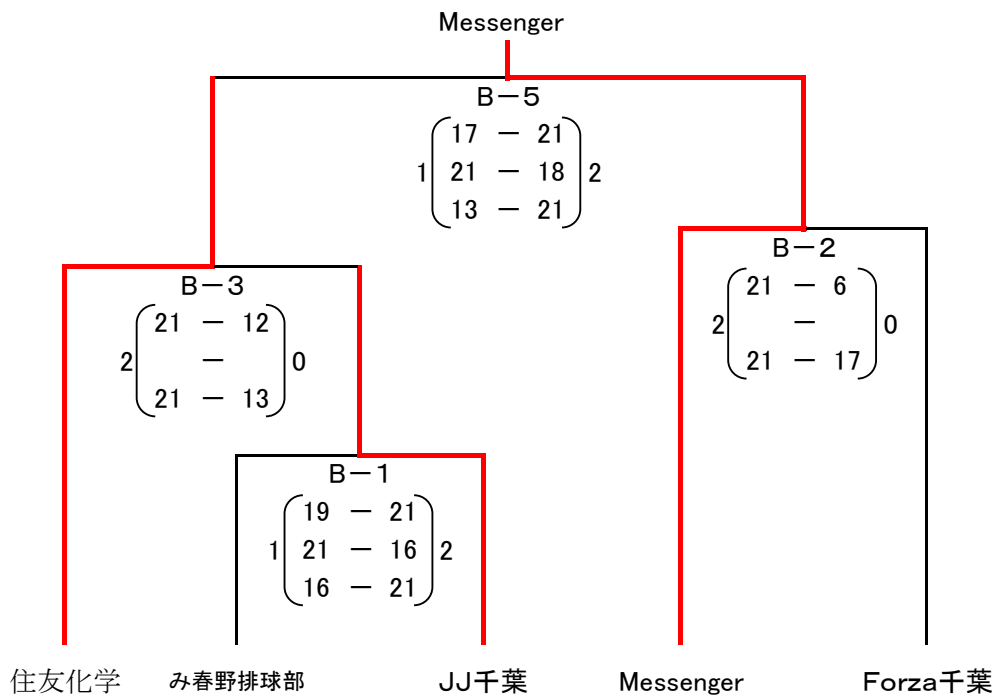 Messenger
B－5
17 － 21
1 21 － 18 2
13 － 21
B－2
21 － 6
2 － 0
21 － 17
B－3
21 － 12
2 － 0
21 － 13
B－1
19 － 21
1 21 － 16 2
16 － 21
住友化学 み春野排球部 JJ千葉 Messenger Forza千葉